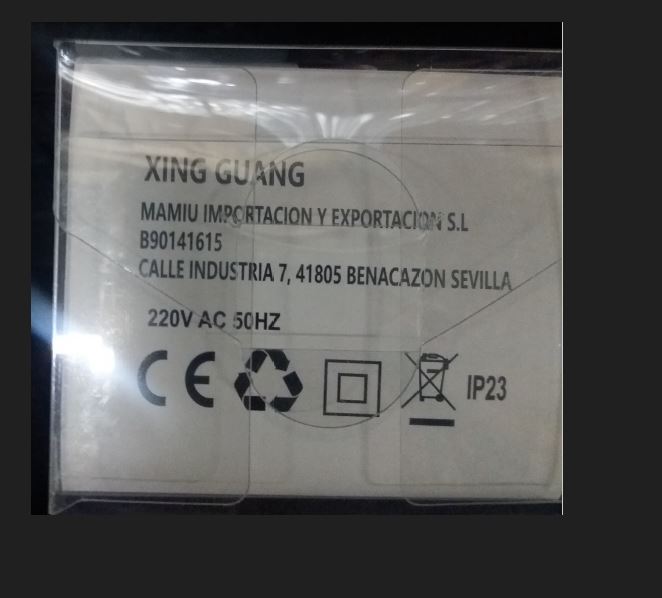 XING GUANG
MAMIU IMPORTACION Y EXPORTACION S.L
B90141615
CALLE INDUSTRIA 7, 41805 BENACAZON SEVILLA
220V AC 50HZ
CE IP23